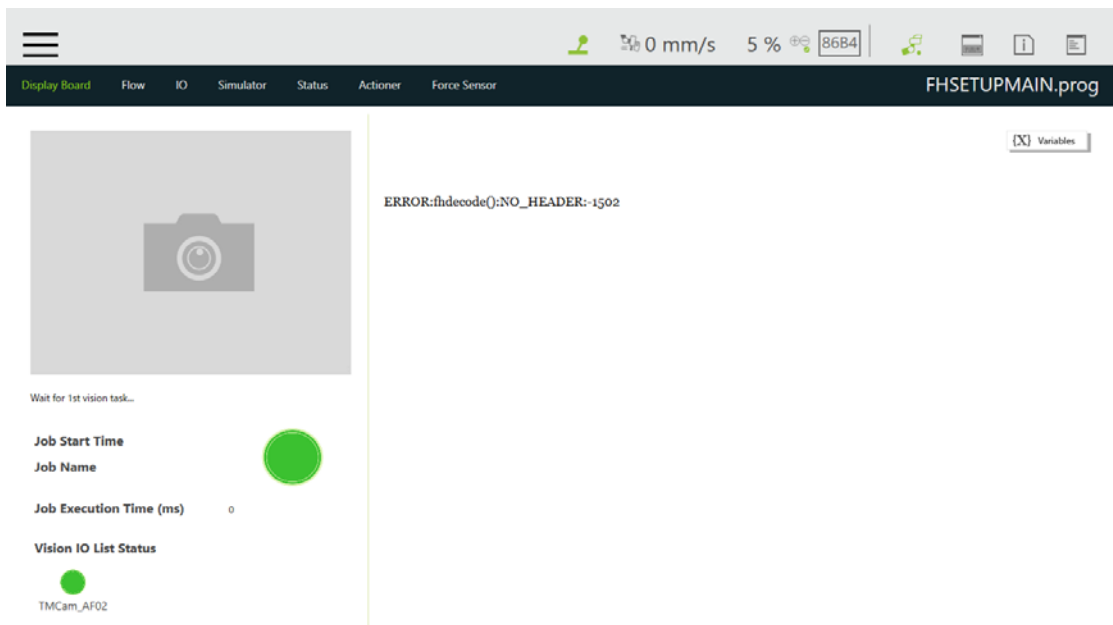 0 mm/s 5 % 86B4
Display Board Flow IO Simulator Status Actioner Force Sensor FHSETUPMAIN.prog
{X} Variables
ERROR:fhdecode():NO_HEADER:-1502
Wait for 1st vision task...
Job Start Time
Job Name
Job Execution Time (ms) 0
Vision IO List Status
TMCam_AF02